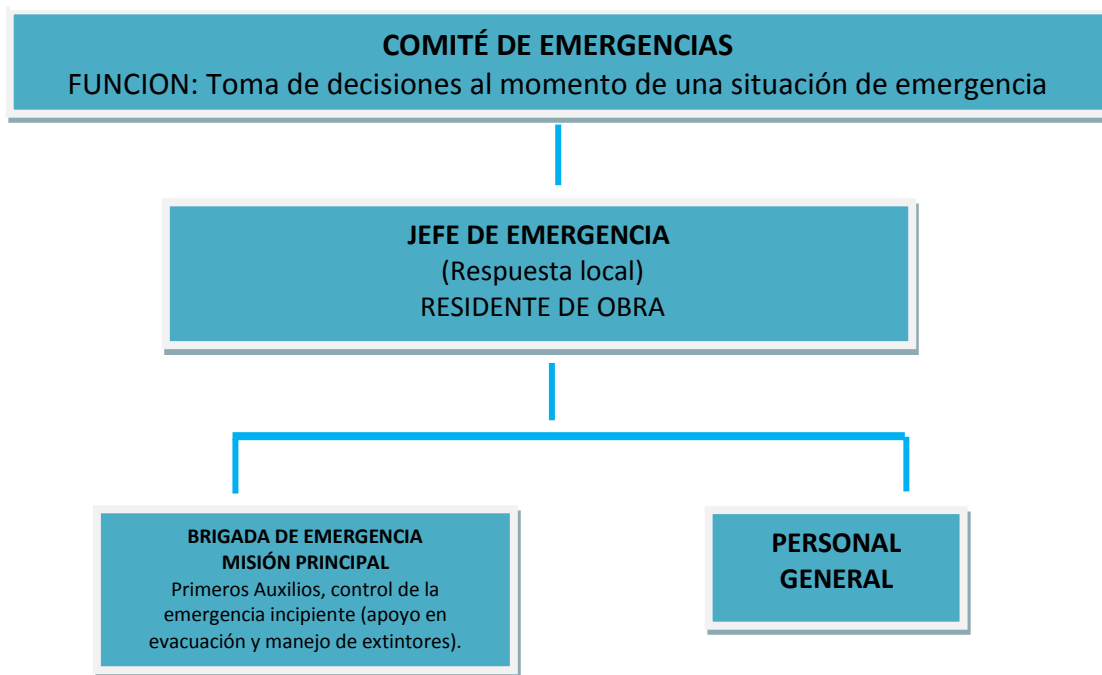 COMITÉ DE EMERGENCIAS
FUNCION: Toma de decisiones al momento de una situación de emergencia
JEFE DE EMERGENCIA
(Respuesta local)
RESIDENTE DE OBRA
BRIGADA DE EMERGENCIA
MISIÓN PRINCIPAL
Primeros Auxilios, control de la
emergencia incipiente (apoyo en
evacuación y manejo de extintores).
PERSONAL
GENERAL